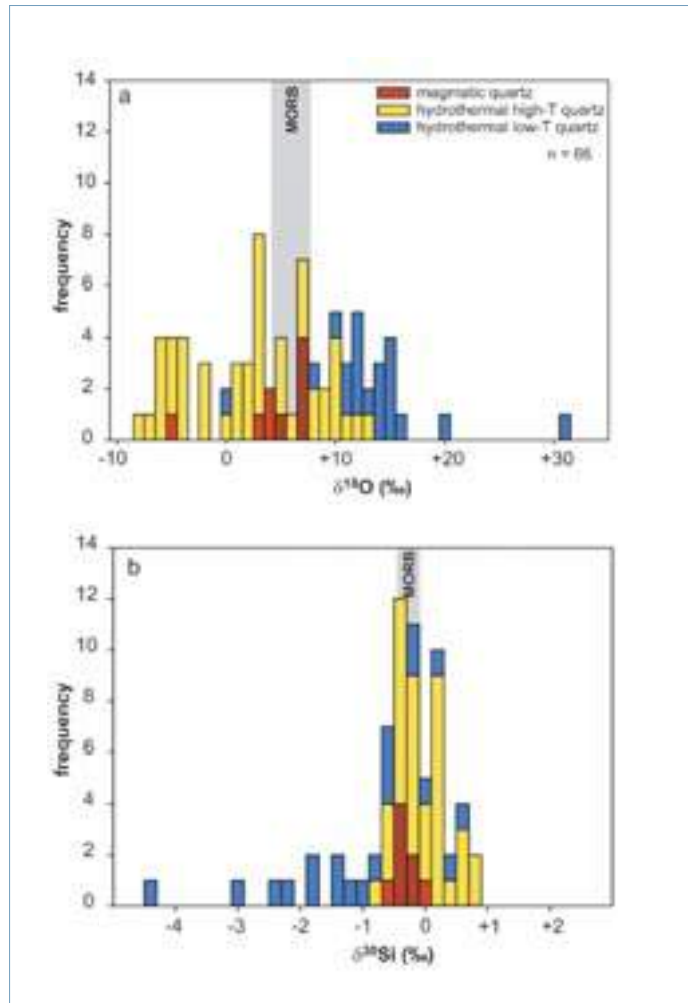 a
MORB
magmatic quartz
hydrothermal high-T quartz
hydrothermal low-T quartz
n = 66
14
12
10
8
6
4
2
0
frequency
-10
0
+10
+20
+30
δ¹⁸O (‰)
b
MORB
14
12
10
8
6
4
2
0
frequency
-4
-3
-2
-1
0
+1
+2
δ³⁰Si (‰)